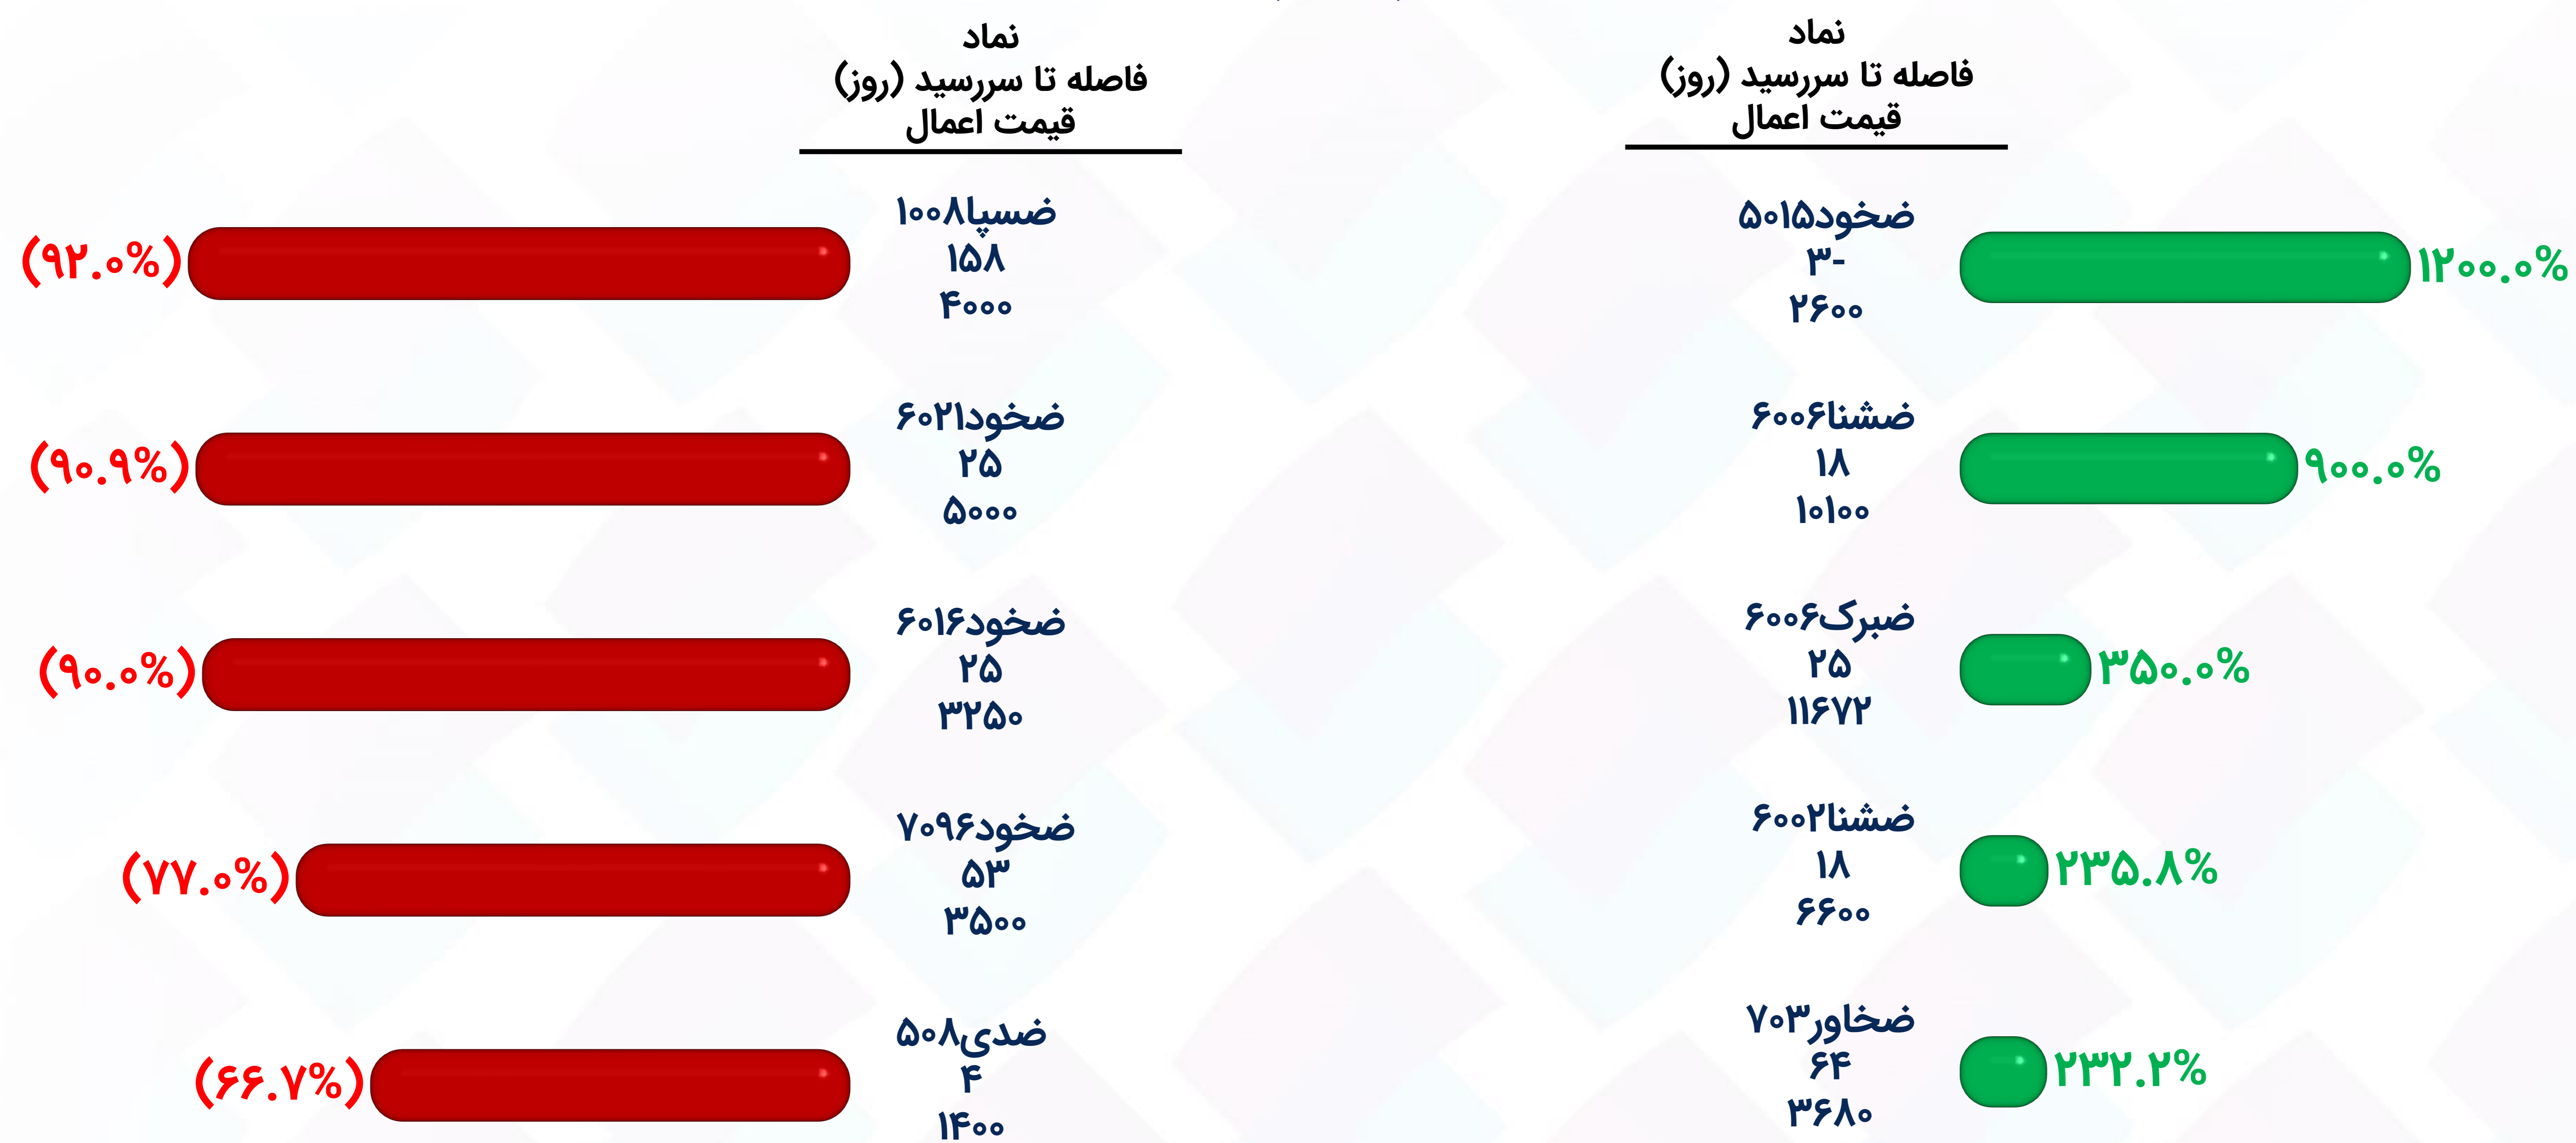 نماد
فاصله تا سررسید (روز)
قیمت اعمال
ضخود۵۰۱۵
-۳
۲۶۰۰
۱۲۰۰.۰%
ضشنا۶۰۰۶
۱۸
۱۰۱۰۰
۹۰۰.۰%
ضبرک۶۰۰۶
۲۵
۱۱۶۷۲
۳۵۰.۰%
ضشنا۶۰۰۲
۱۸
۶۶۰۰
۲۳۵.۸%
ضخاور۷۰۳
۶۴
۳۶۸۰
۲۳۲.۲%
نماد
فاصله تا سررسید (روز)
قیمت اعمال
ضسپا۱۰۰۸
۱۵۸
۴۰۰۰
(۹۲.۰%)
ضخود۶۰۲۱
۲۵
۵۰۰۰
(۹۰.۹%)
ضخود۶۰۱۶
۲۵
۳۲۵۰
(۹۰.۰%)
ضخود۷۰۹۶
۵۳
۳۵۰۰
(۷۷.۰%)
ضدی۵۰۸
۴
۱۴۰۰
(۶۶.۷%)